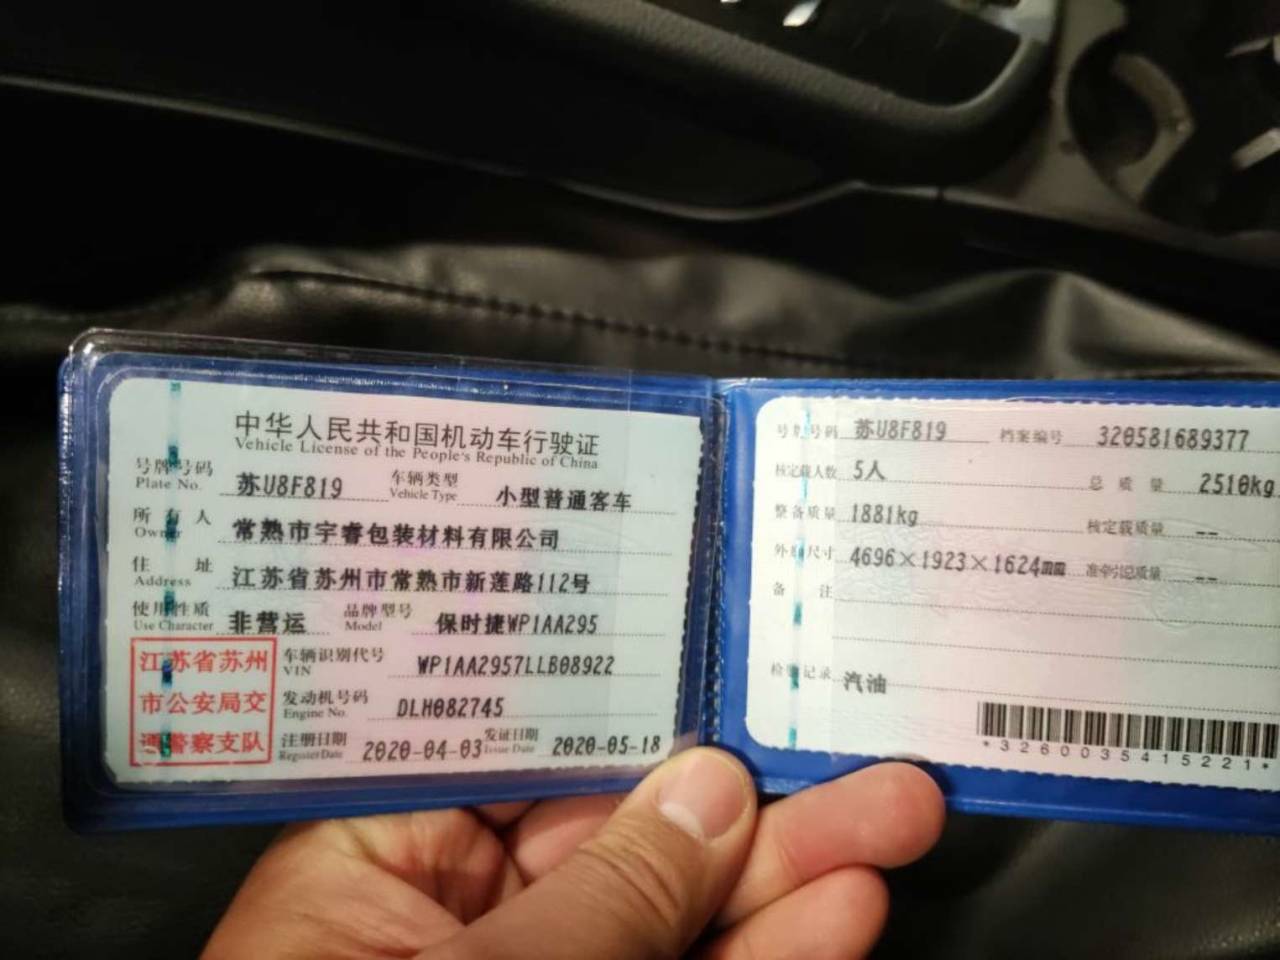 中华人民共和国机动车行驶证
Vehicle License of the People's Republic of China
号牌号码 苏U8F819 车辆类型 小型普通客车
Plate No. Vehicle Type
所有人 常熟市宇睿包装材料有限公司
Owner
住址 江苏省苏州市常熟市新莲路112号
Address
使用性质 非营运 品牌型号 保时捷WP1AA295
Use Character Model
江苏省苏州
市公安局交
通警察支队
车辆识别代号 WP1AA2957LLB08922
VIN
发动机号码 DLH082745
Engine No.
注册日期 2020-04-03 发证日期 2020-05-18
Register Date Issue Date
号牌号码 苏U8F819 档案编号 320581689377
核定载人数 5人 总质量 2510kg
整备质量 1881kg 核定载质量 --
外廓尺寸 4696×1923×1624mm 准牵引总质量 --
备注
检验记录 汽油
*3260035415221*